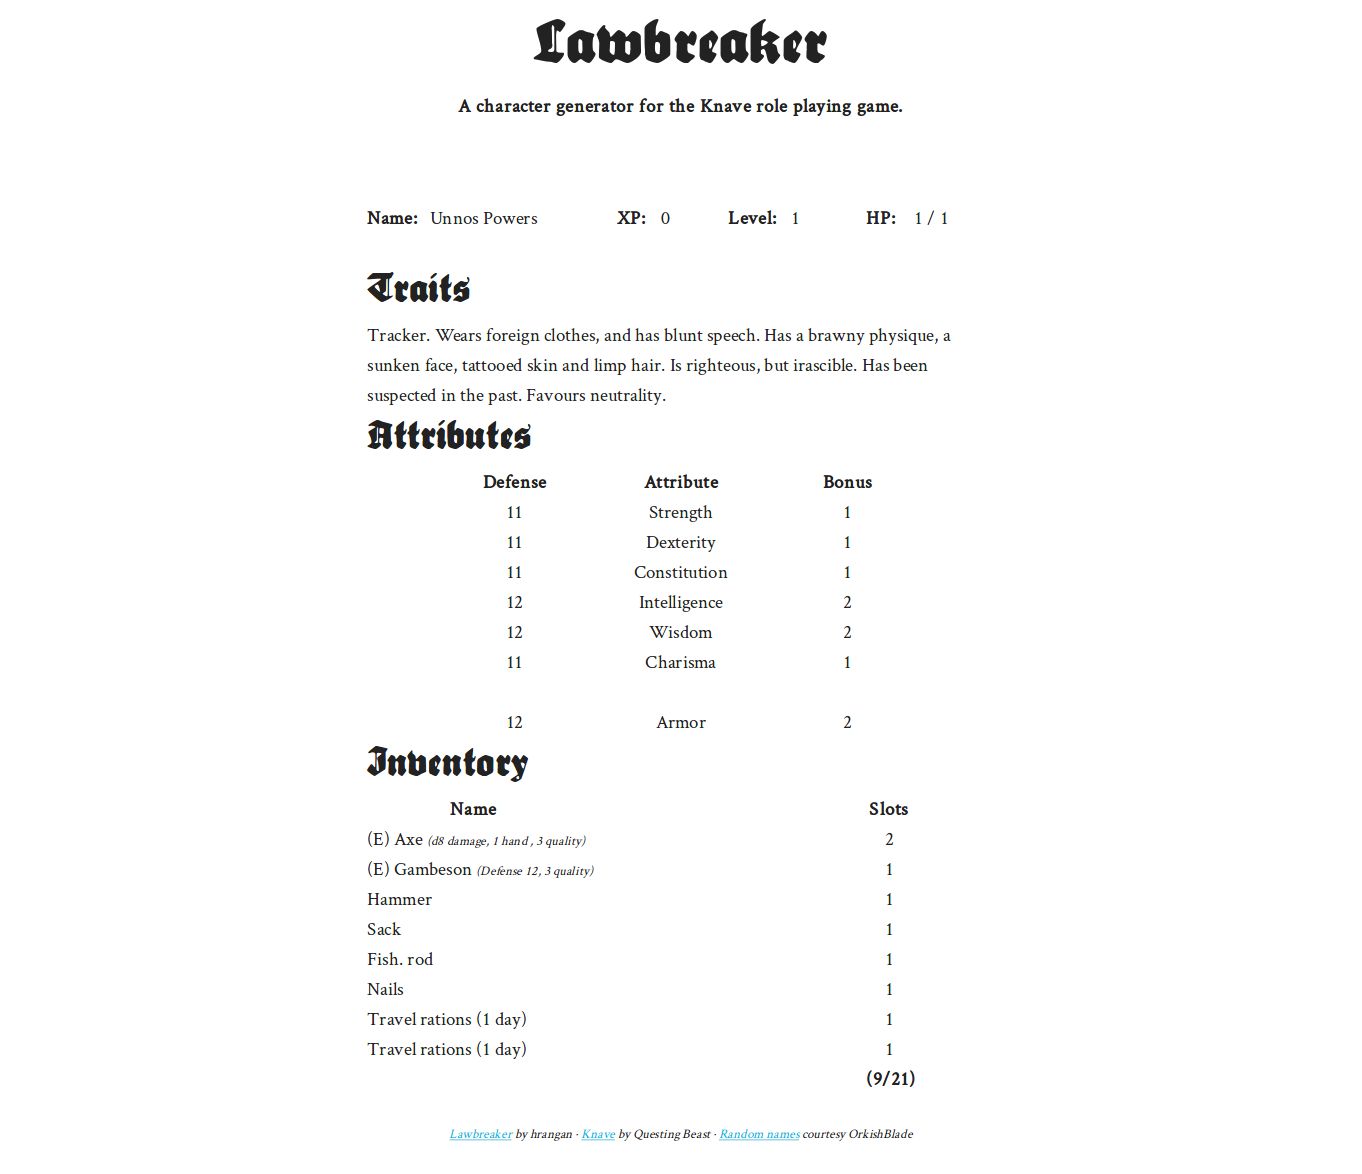 Lawbreaker
A character generator for the Knave role playing game.
Name: Unnos Powers XP: 0 Level: 1 HP: 1 / 1
Traits
Tracker. Wears foreign clothes, and has blunt speech. Has a brawny physique, a
sunken face, tattooed skin and limp hair. Is righteous, but irascible. Has been
suspected in the past. Favours neutrality.
Attributes
Defense Attribute Bonus
11 Strength 1
11 Dexterity 1
11 Constitution 1
12 Intelligence 2
12 Wisdom 2
11 Charisma 1
12 Armor 2
Inventory
Name Slots
(E) Axe (d8 damage, 1 hand , 3 quality) 2
(E) Gambeson (Defense 12, 3 quality) 1
Hammer 1
Sack 1
Fish. rod 1
Nails 1
Travel rations (1 day) 1
Travel rations (1 day) 1
(9/21)
Lawbreaker by hrangan · Knave by Questing Beast · Random names courtesy OrkishBlade